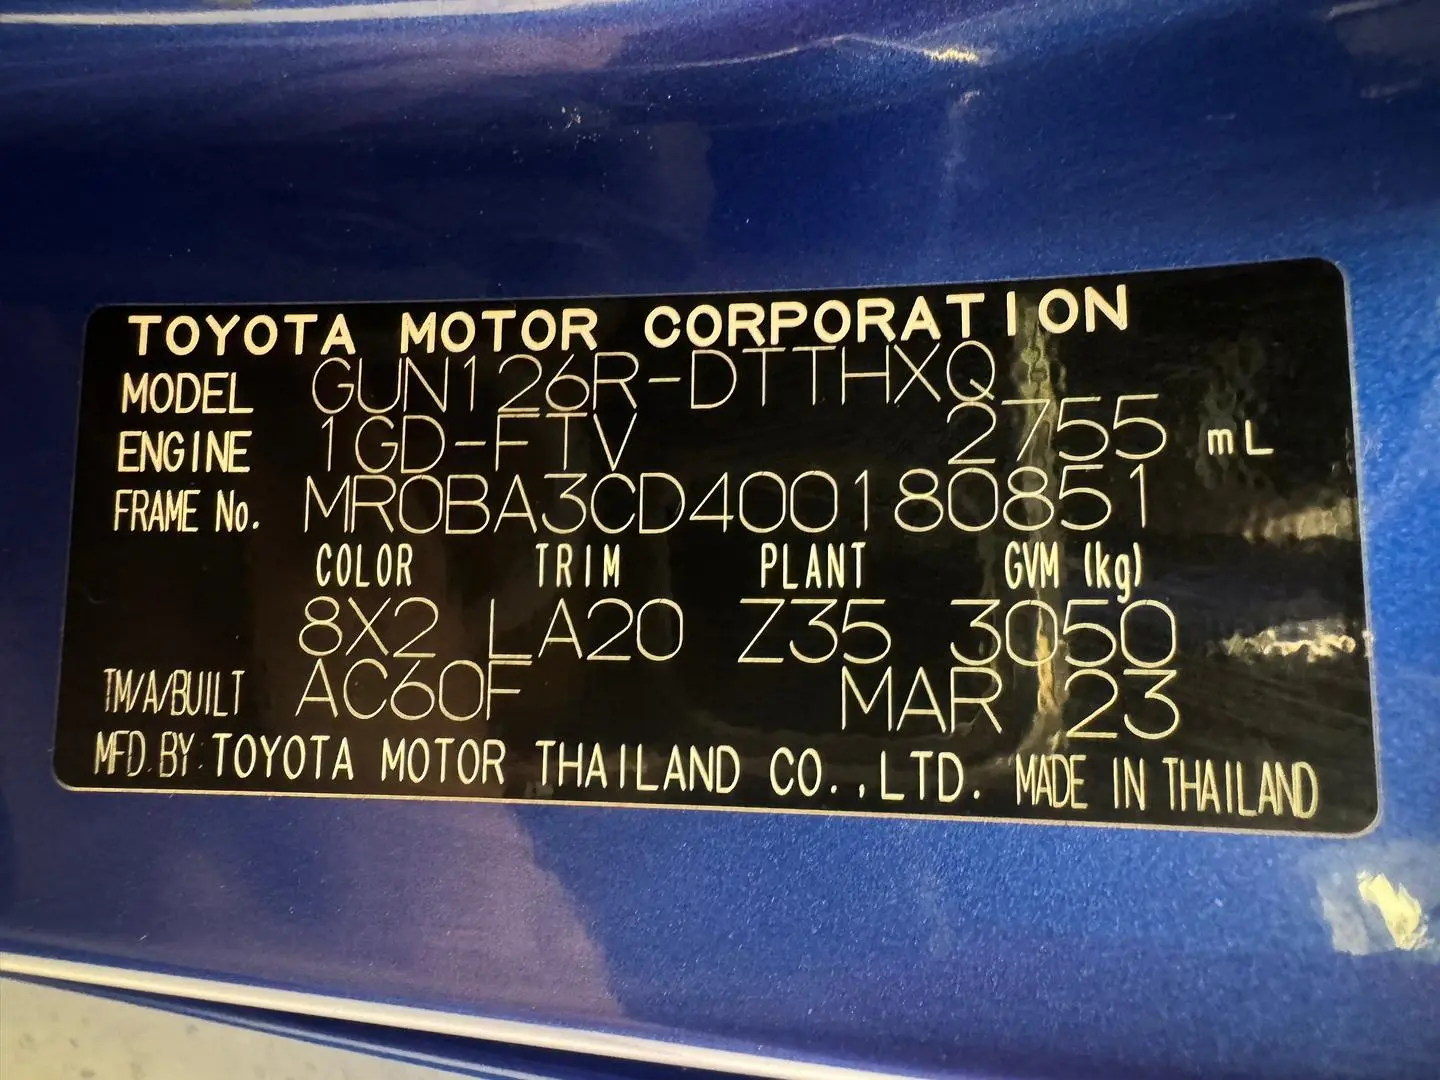 TOYOTA MOTOR CORPORATION
MODEL GUN126R-DTTHXQ
ENGINE 1GD-FTV 2755 mL
FRAME No. MR0BA3CD400180851
COLOR TRIM PLANT GVM (kg)
8X2 LA20 Z35 3050
TM/A/BUILT AC60F MAR 23
MFD.BY:TOYOTA MOTOR THAILAND CO.,LTD. MADE IN THAILAND